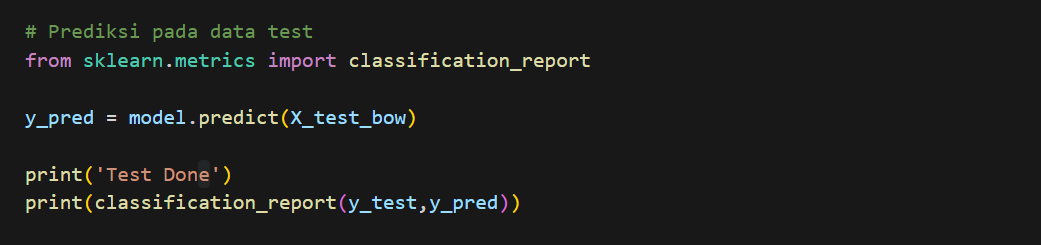 # Prediksi pada data test
from sklearn.metrics import classification_report
y_pred = model.predict(X_test_bow)
print('Test Done')
print(classification_report(y_test,y_pred))